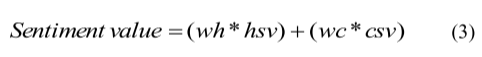 Sentiment value = (wh * hsv) + (wc * csv) (3)